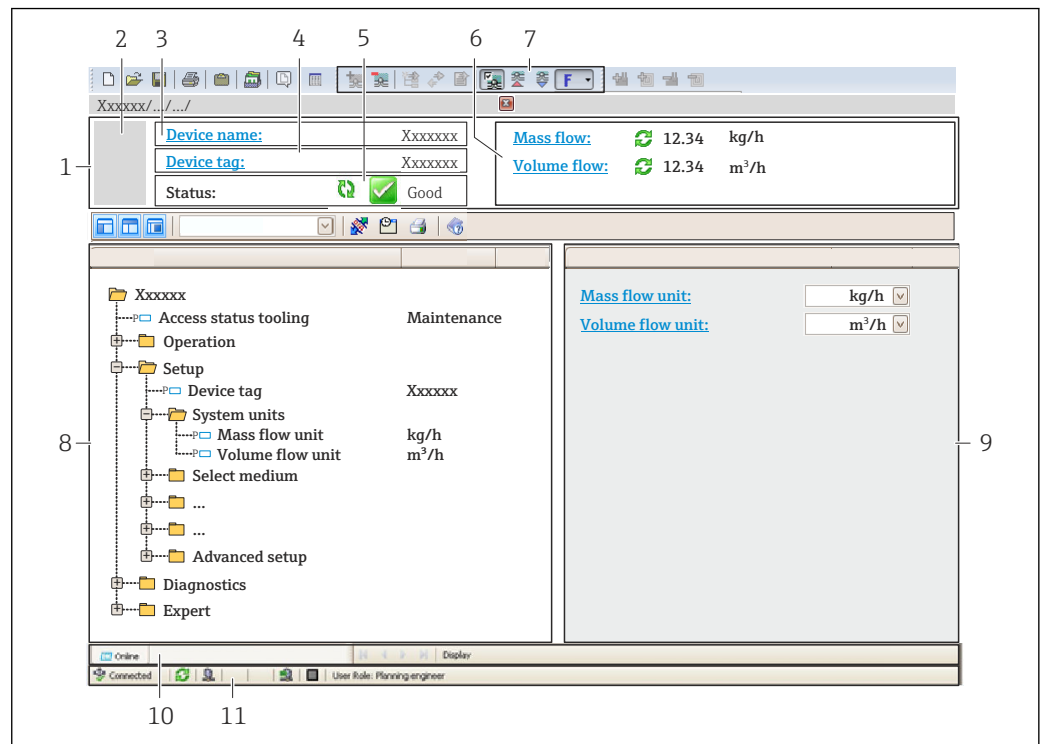 2 3 4 5 6 7
F
Xxxxxx/.../.../
1
Device name: Xxxxxxx
Device tag: Xxxxxxx
Status: Good
Mass flow: 12.34 kg/h
Volume flow: 12.34 m³/h
Xxxxxx
P Access status tooling Maintenance
Operation
Setup
P Device tag Xxxxxx
System units
P Mass flow unit kg/h
P Volume flow unit m³/h
Select medium
...
...
Advanced setup
Diagnostics
Expert
Mass flow unit: kg/h
Volume flow unit: m³/h
8
9
Online Display
Connected User Role: Planning engineer
10 11